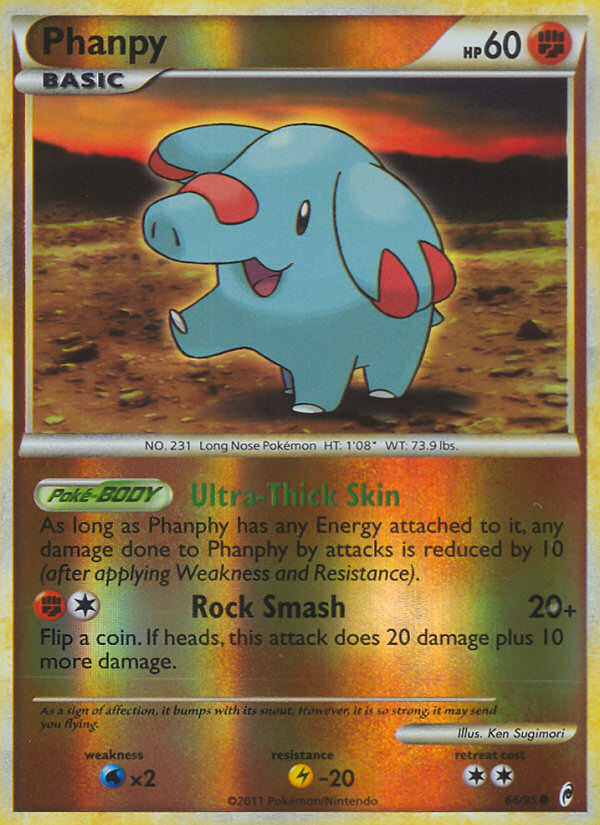 Phanpy
HP 60
BASIC
NO. 231 Long Nose Pokémon HT: 1'08" WT: 73.9 lbs.
Poké-BODY Ultra-Thick Skin
As long as Phanphy has any Energy attached to it, any
damage done to Phanphy by attacks is reduced by 10
(after applying Weakness and Resistance).
Rock Smash 20+
Flip a coin. If heads, this attack does 20 damage plus 10
more damage.
As a sign of affection, it bumps with its snout. However, it is so strong, it may send
you flying.
Illus. Ken Sugimori
weakness resistance retreat cost
×2 -20
©2011 Pokémon/Nintendo 66/95